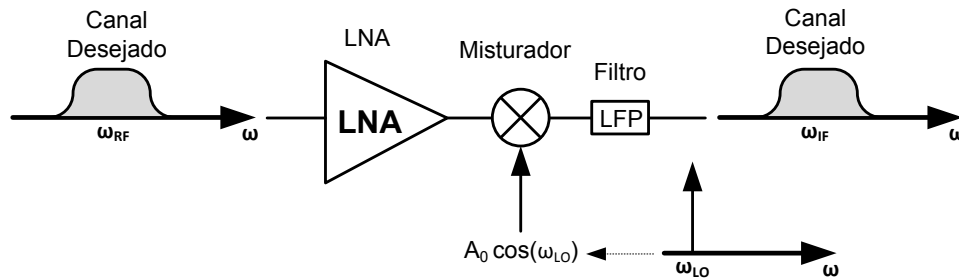 Canal
Desejado
ω_RF
ω
LNA
LNA
Misturador
Filtro
LFP
A₀ cos(ω_LO)
ω_LO
ω
Canal
Desejado
ω_IF
ω